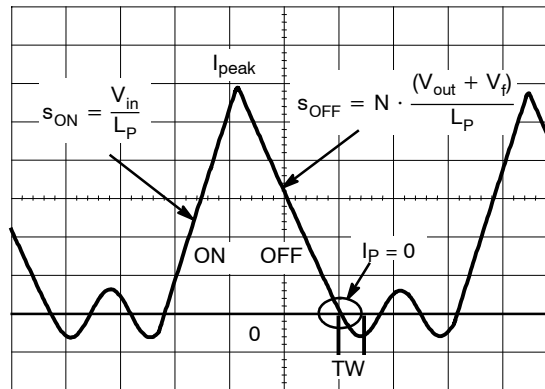 I_peak
s_ON = V_in / L_P
s_OFF = N · (V_out + V_f) / L_P
ON
OFF
I_P = 0
0
TW